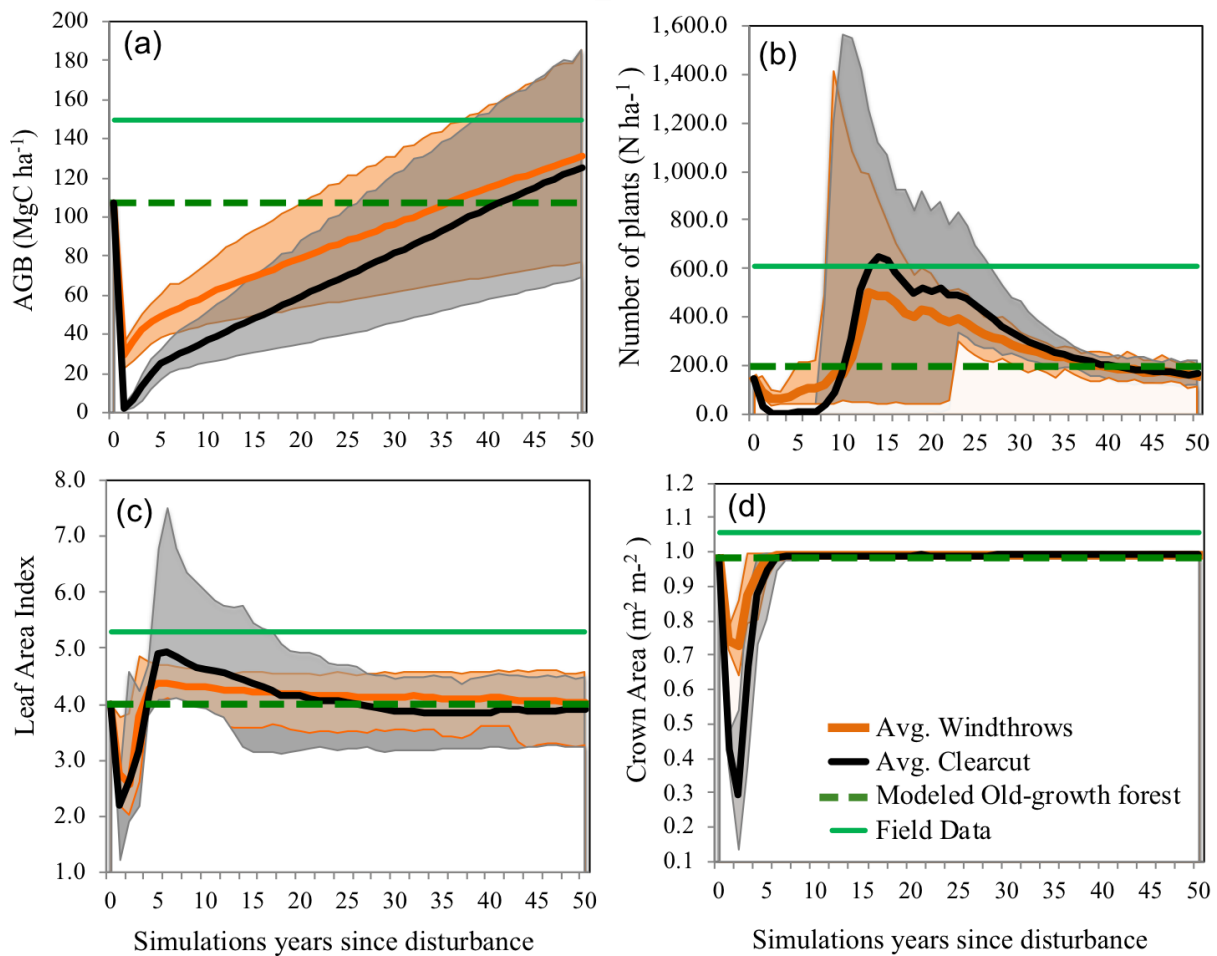 (a)
AGB (MgC ha-1)
200
180
160
140
120
100
80
60
40
20
0
0 5 10 15 20 25 30 35 40 45 50
(b)
Number of plants (N ha-1)
1,600.0
1,400.0
1,200.0
1,000.0
800.0
600.0
400.0
200.0
0.0
0 5 10 15 20 25 30 35 40 45 50
(c)
Leaf Area Index
8.0
7.0
6.0
5.0
4.0
3.0
2.0
1.0
0 5 10 15 20 25 30 35 40 45 50
Simulations years since disturbance
(d)
Crown Area (m2 m-2 )
1.2
1.1
1.0
0.9
0.8
0.7
0.6
0.5
0.4
0.3
0.2
0.1
Avg. Windthrows
Avg. Clearcut
Modeled Old-growth forest
Field Data
0 5 10 15 20 25 30 35 40 45 50
Simulations years since disturbance